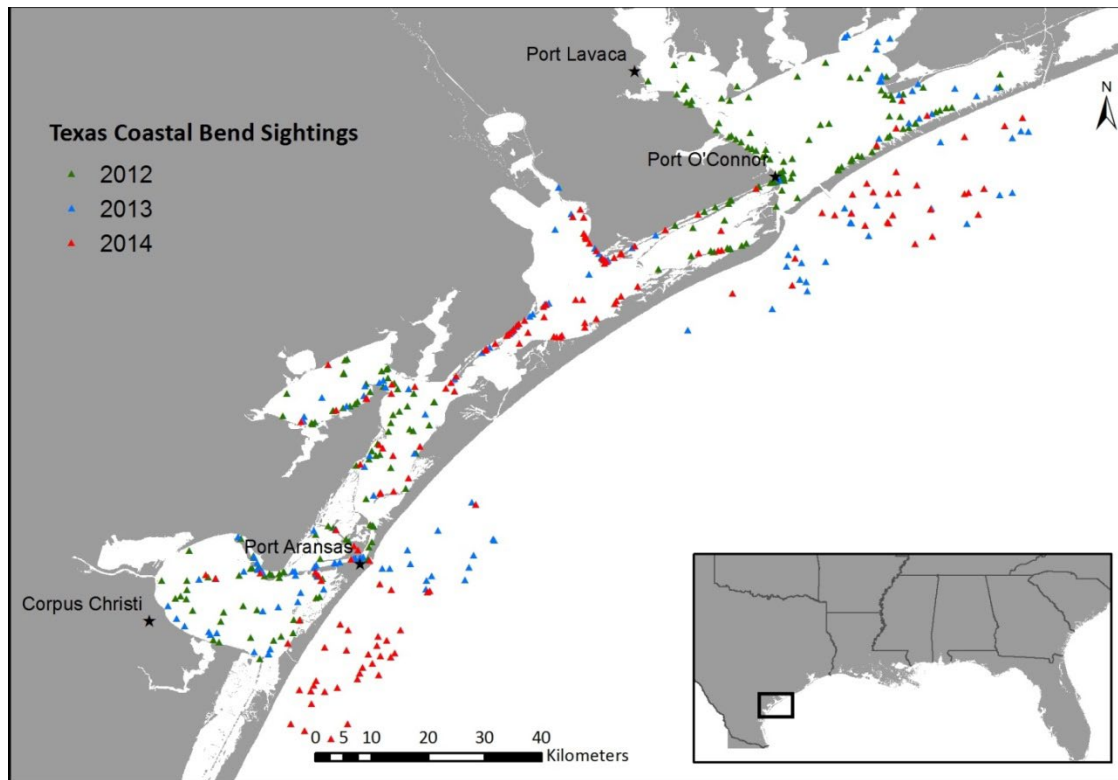 Port Lavaca
N
Texas Coastal Bend Sightings
2012
Port O'Connor
2013
2014
Port Aransas
Corpus Christi
0 5 10 20 30 40
Kilometers